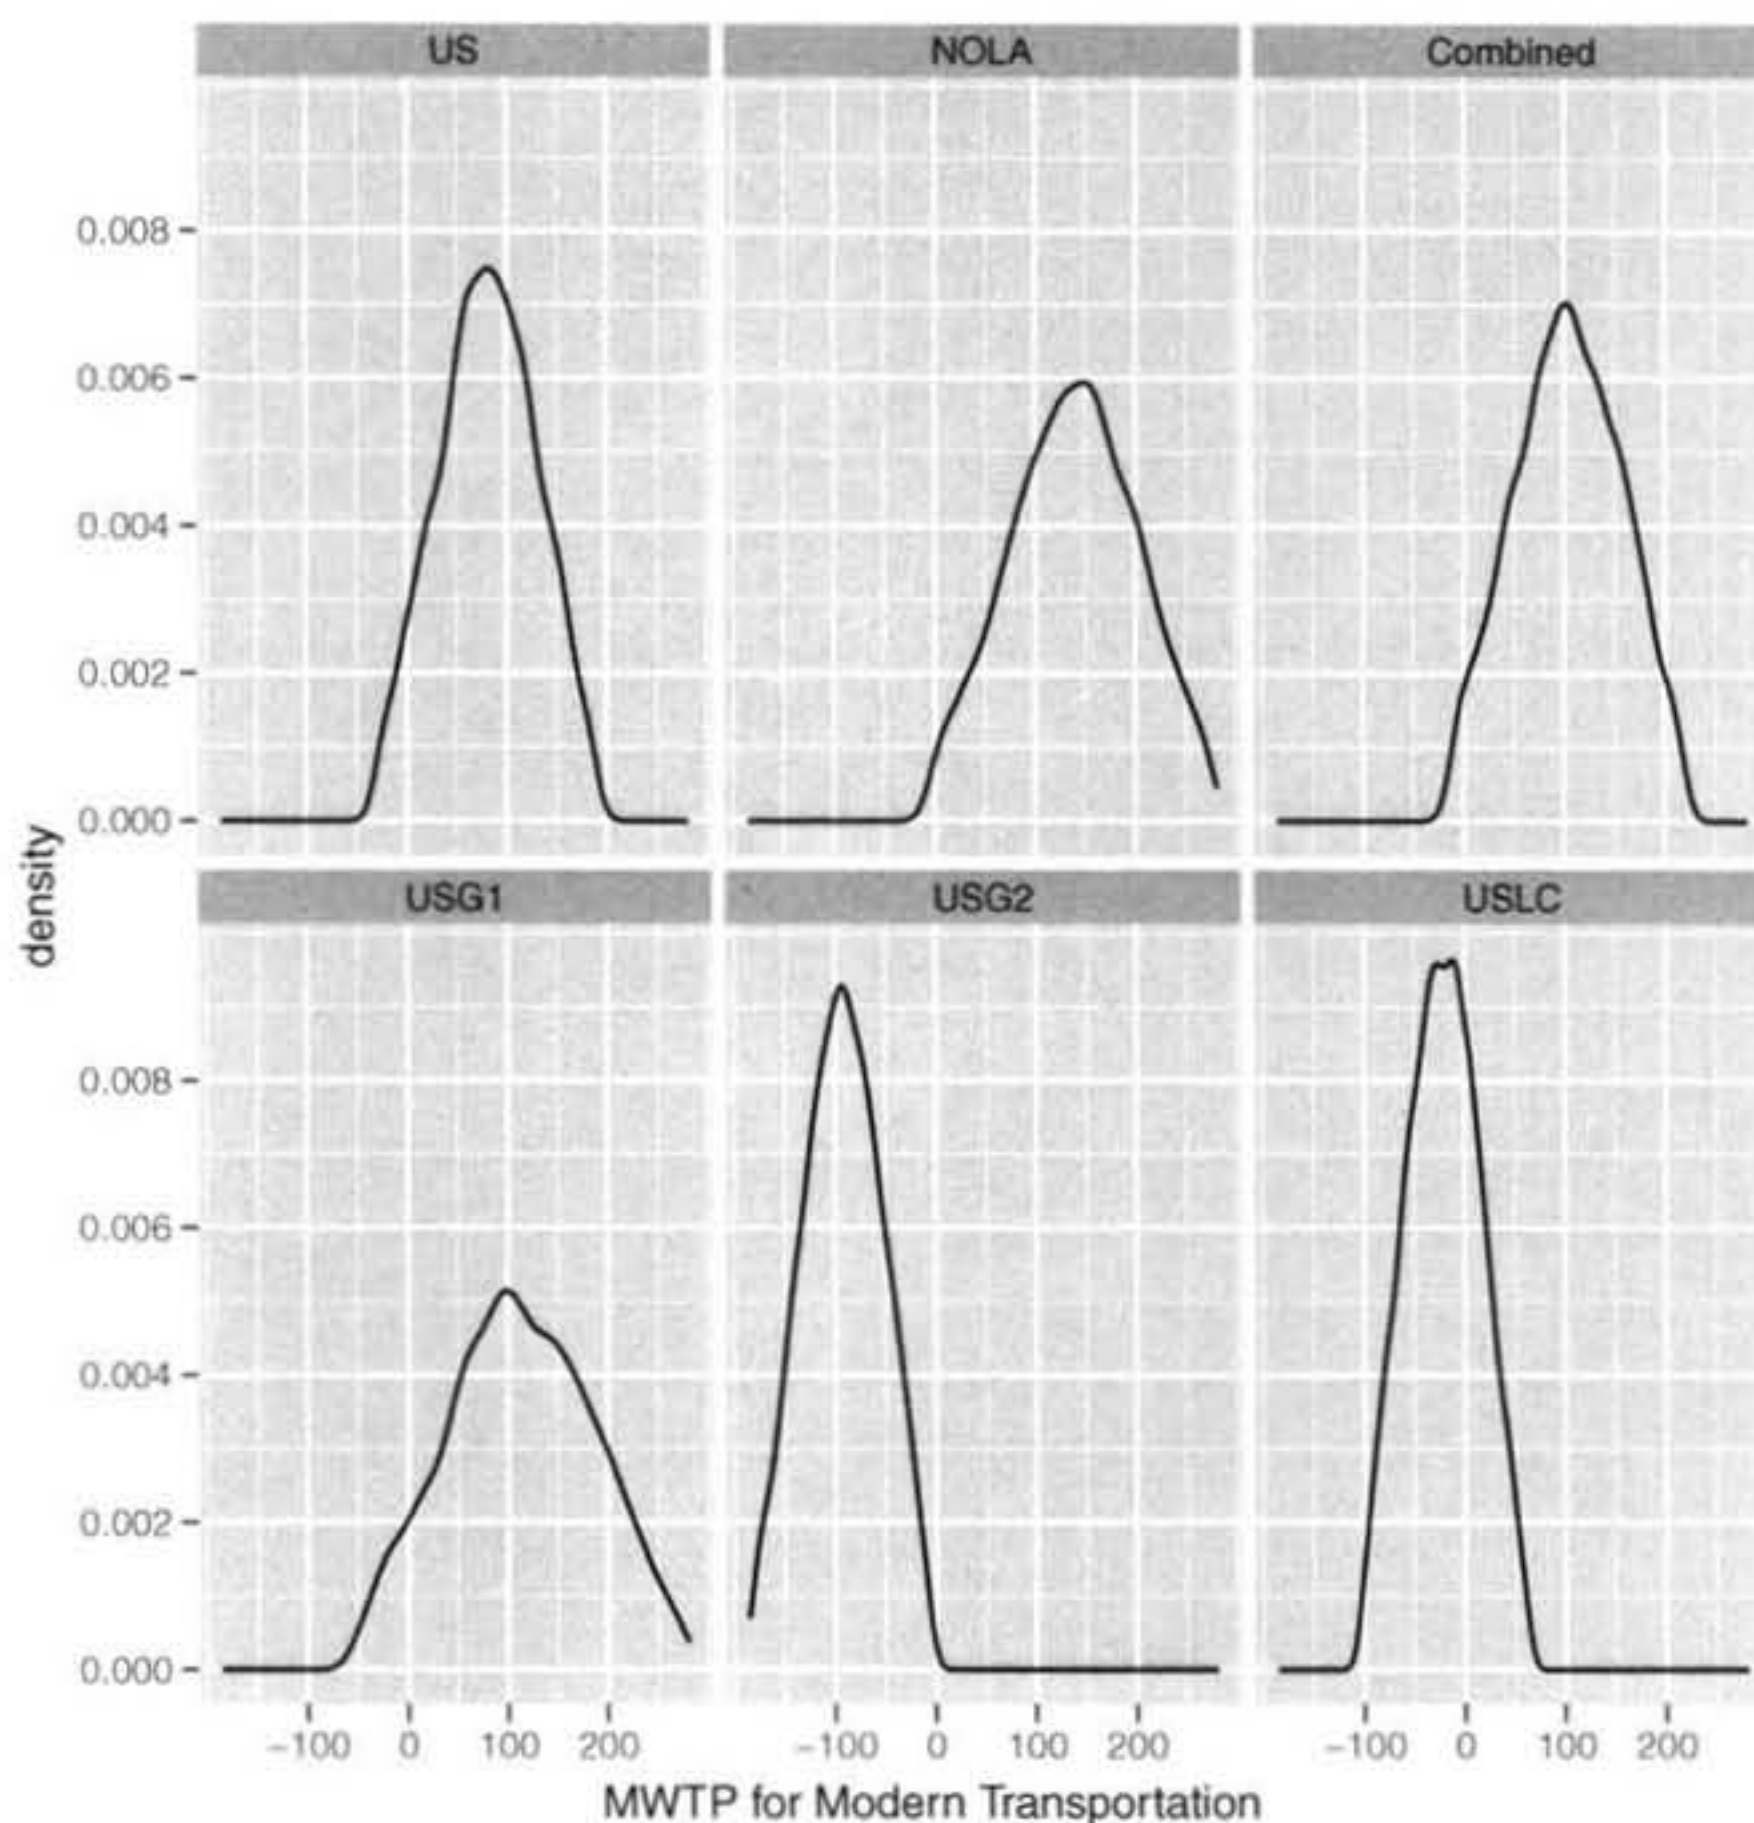 US NOLA Combined
0.008
0.006
0.004
0.002
0.000
density
USG1 USG2 USLC
0.008
0.006
0.004
0.002
0.000
−100 0 100 200 −100 0 100 200 −100 0 100 200
MWTP for Modern Transportation